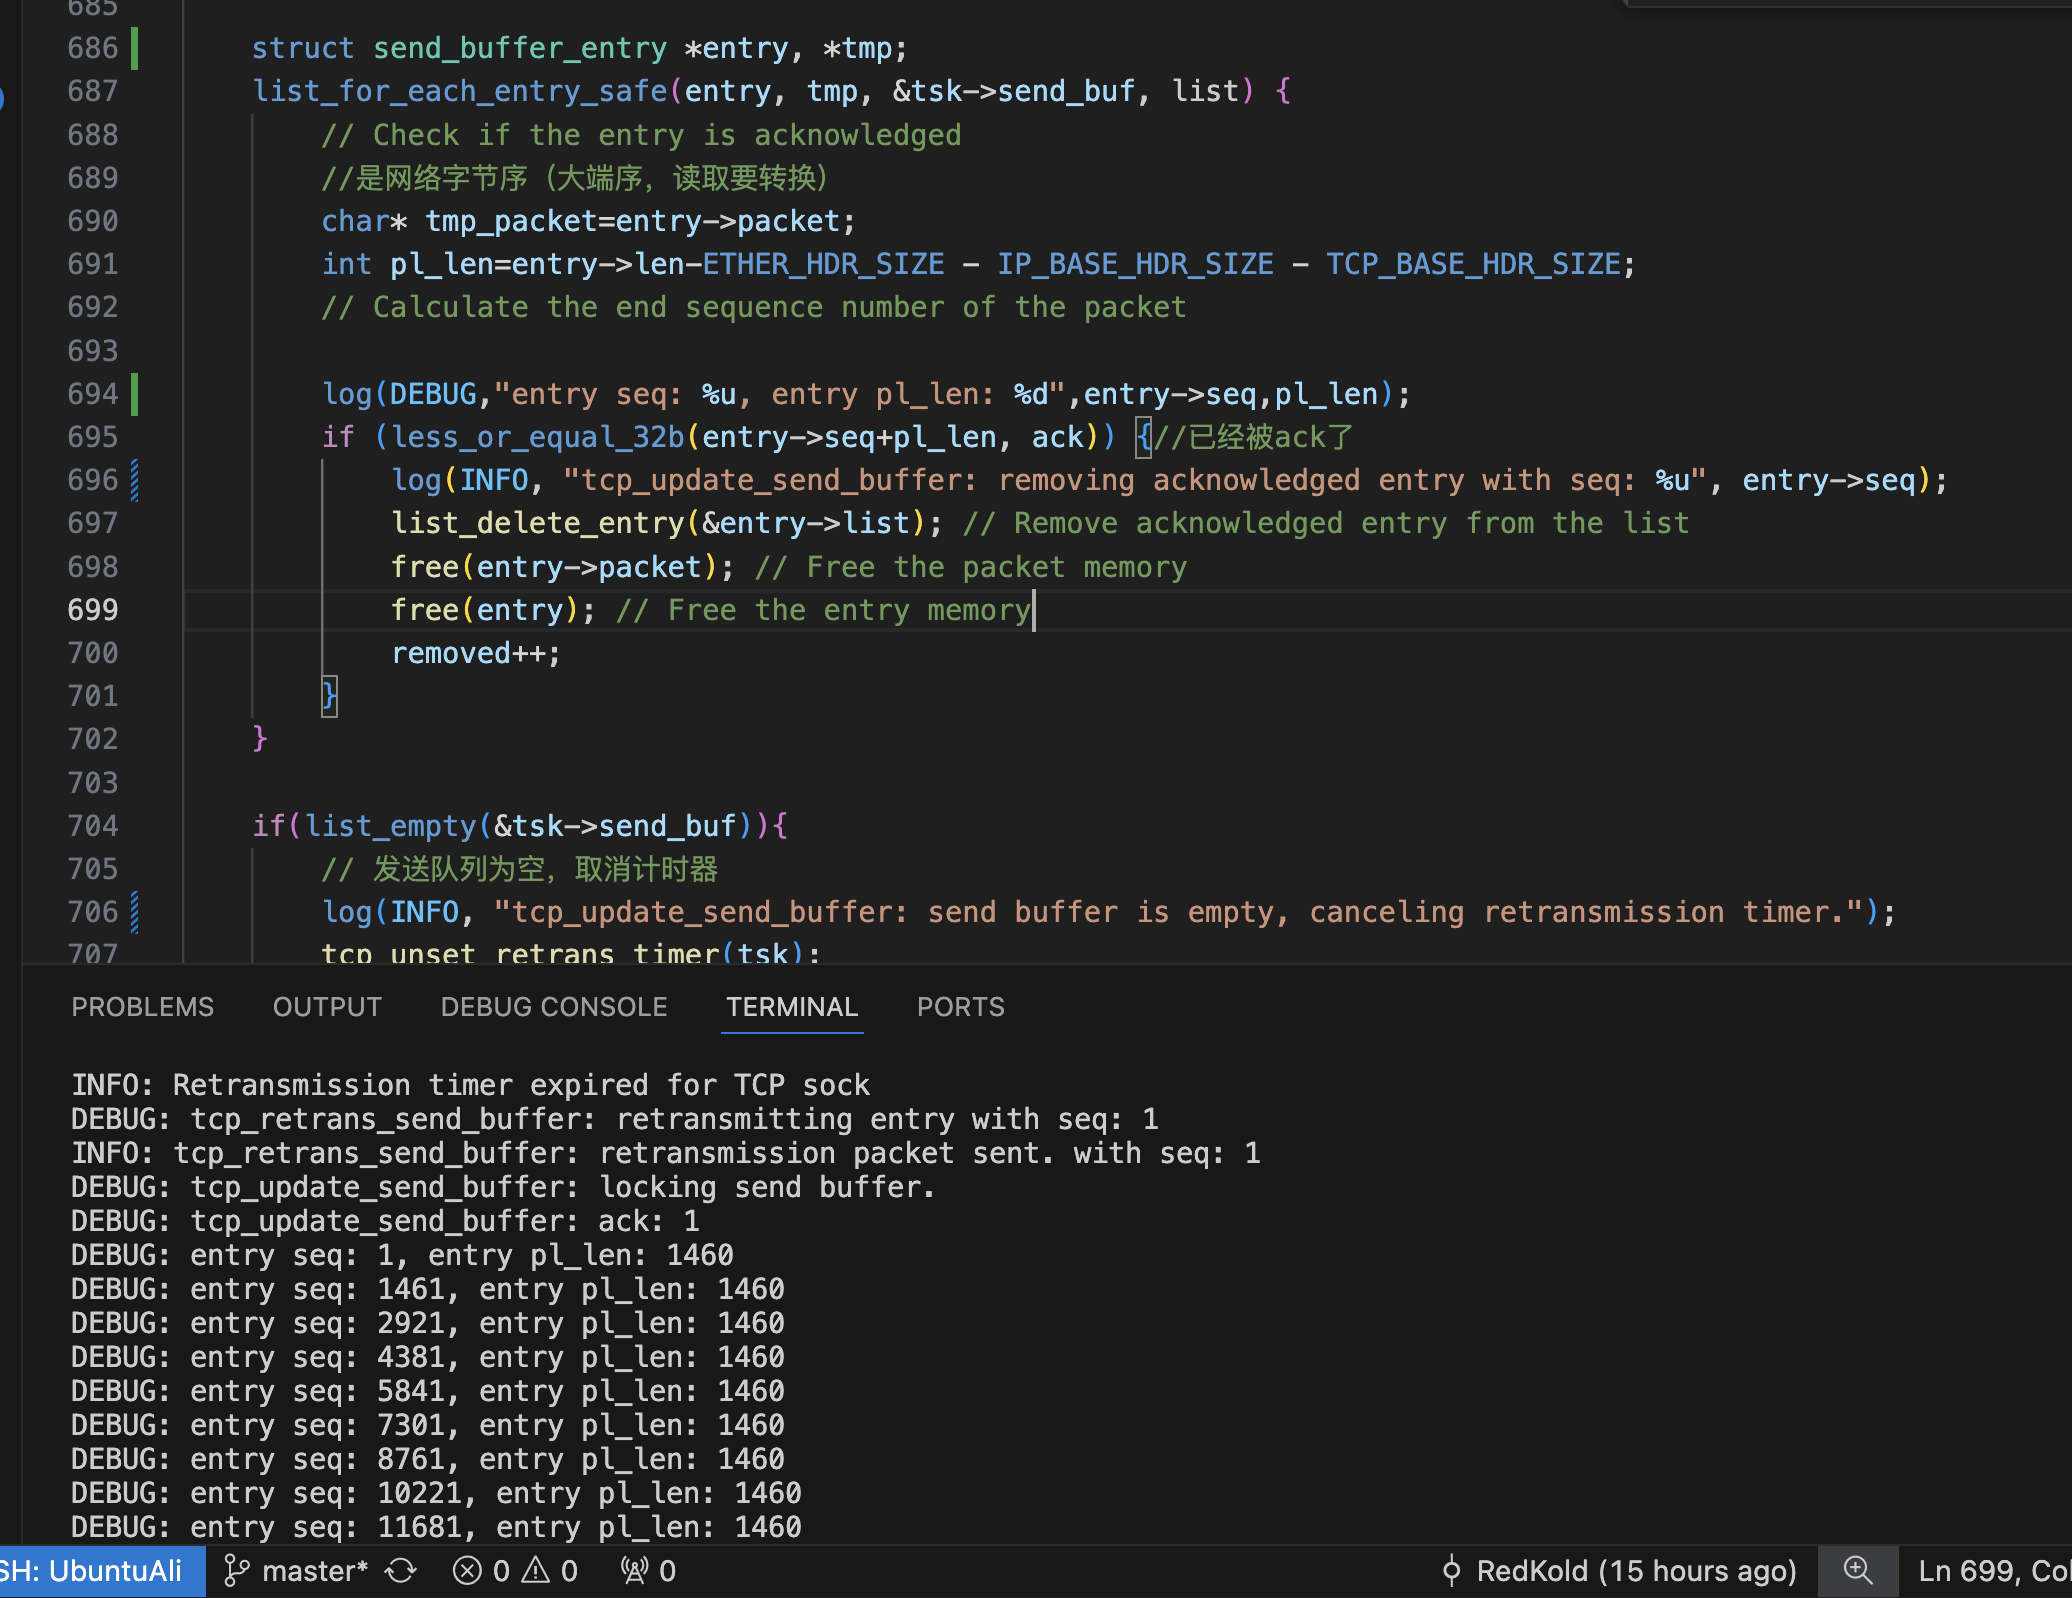 685
686 struct send_buffer_entry *entry, *tmp;
687 list_for_each_entry_safe(entry, tmp, &tsk->send_buf, list) {
688 // Check if the entry is acknowledged
689 //是网络字节序（大端序，读取要转换）
690 char* tmp_packet=entry->packet;
691 int pl_len=entry->len-ETHER_HDR_SIZE - IP_BASE_HDR_SIZE - TCP_BASE_HDR_SIZE;
692 // Calculate the end sequence number of the packet
693
694 log(DEBUG,"entry seq: %u, entry pl_len: %d",entry->seq,pl_len);
695 if (less_or_equal_32b(entry->seq+pl_len, ack)) {//已经被ack了
696 log(INFO, "tcp_update_send_buffer: removing acknowledged entry with seq: %u", entry->seq);
697 list_delete_entry(&entry->list); // Remove acknowledged entry from the list
698 free(entry->packet); // Free the packet memory
699 free(entry); // Free the entry memory
700 removed++;
701 }
702 }
703
704 if(list_empty(&tsk->send_buf)){
705 // 发送队列为空，取消计时器
706 log(INFO, "tcp_update_send_buffer: send buffer is empty, canceling retransmission timer.");
707 tcp_unset_retrans_timer(tsk);
PROBLEMS OUTPUT DEBUG CONSOLE TERMINAL PORTS
INFO: Retransmission timer expired for TCP sock
DEBUG: tcp_retrans_send_buffer: retransmitting entry with seq: 1
INFO: tcp_retrans_send_buffer: retransmission packet sent. with seq: 1
DEBUG: tcp_update_send_buffer: locking send buffer.
DEBUG: tcp_update_send_buffer: ack: 1
DEBUG: entry seq: 1, entry pl_len: 1460
DEBUG: entry seq: 1461, entry pl_len: 1460
DEBUG: entry seq: 2921, entry pl_len: 1460
DEBUG: entry seq: 4381, entry pl_len: 1460
DEBUG: entry seq: 5841, entry pl_len: 1460
DEBUG: entry seq: 7301, entry pl_len: 1460
DEBUG: entry seq: 8761, entry pl_len: 1460
DEBUG: entry seq: 10221, entry pl_len: 1460
DEBUG: entry seq: 11681, entry pl_len: 1460
SH: UbuntuAli master* 0 0 0 RedKold (15 hours ago) Ln 699, Co